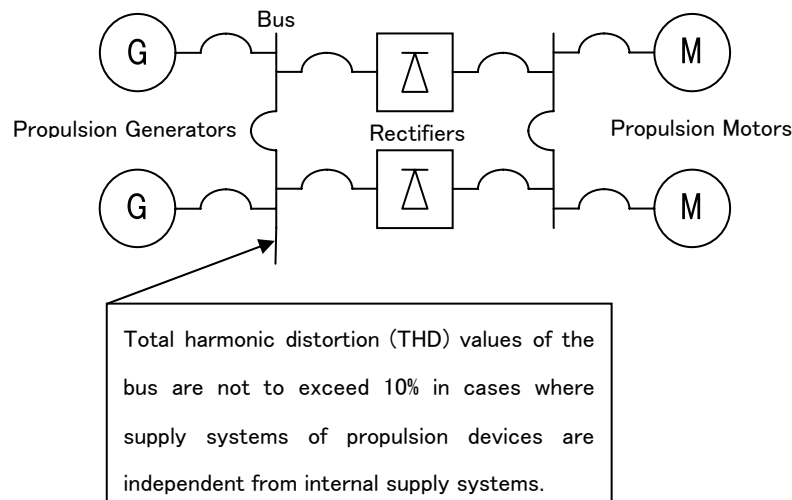 Bus
G
M
Propulsion Generators
Rectifiers
Propulsion Motors
G
M
Total harmonic distortion (THD) values of the
bus are not to exceed 10% in cases where
supply systems of propulsion devices are
independent from internal supply systems.